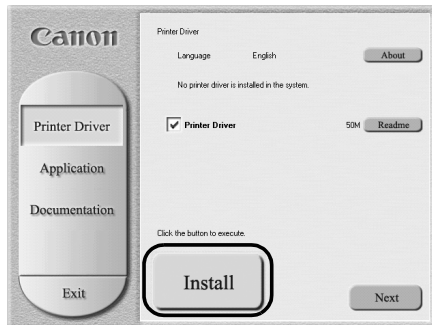 Canon
Printer Driver
Language English About
No printer driver is installed in the system.
Printer Driver
Printer Driver 50M Readme
Application
Documentation
Click the button to execute.
Install
Exit
Next